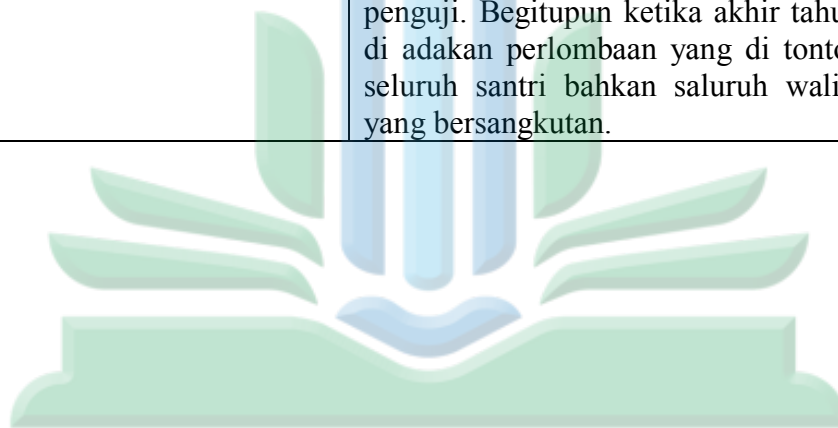 penguji. Begitupun ketika akhir
di adakan perlombaan yang di
seluruh santri bahkan saluruh wali
yang bersangkutan.